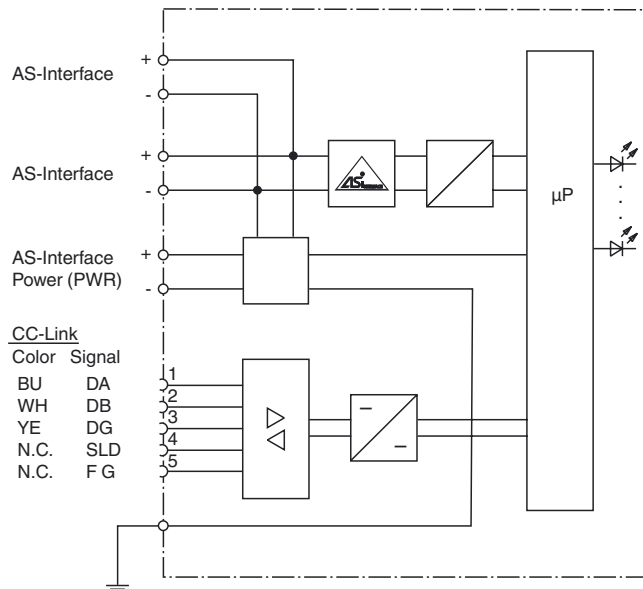 AS-Interface
+
-
AS-Interface
+
-
ASi
µP
AS-Interface
Power (PWR)
+
-
CC-Link
Color Signal
BU DA 1
WH DB 2
YE DG 3
N.C. SLD 4
N.C. F G 5